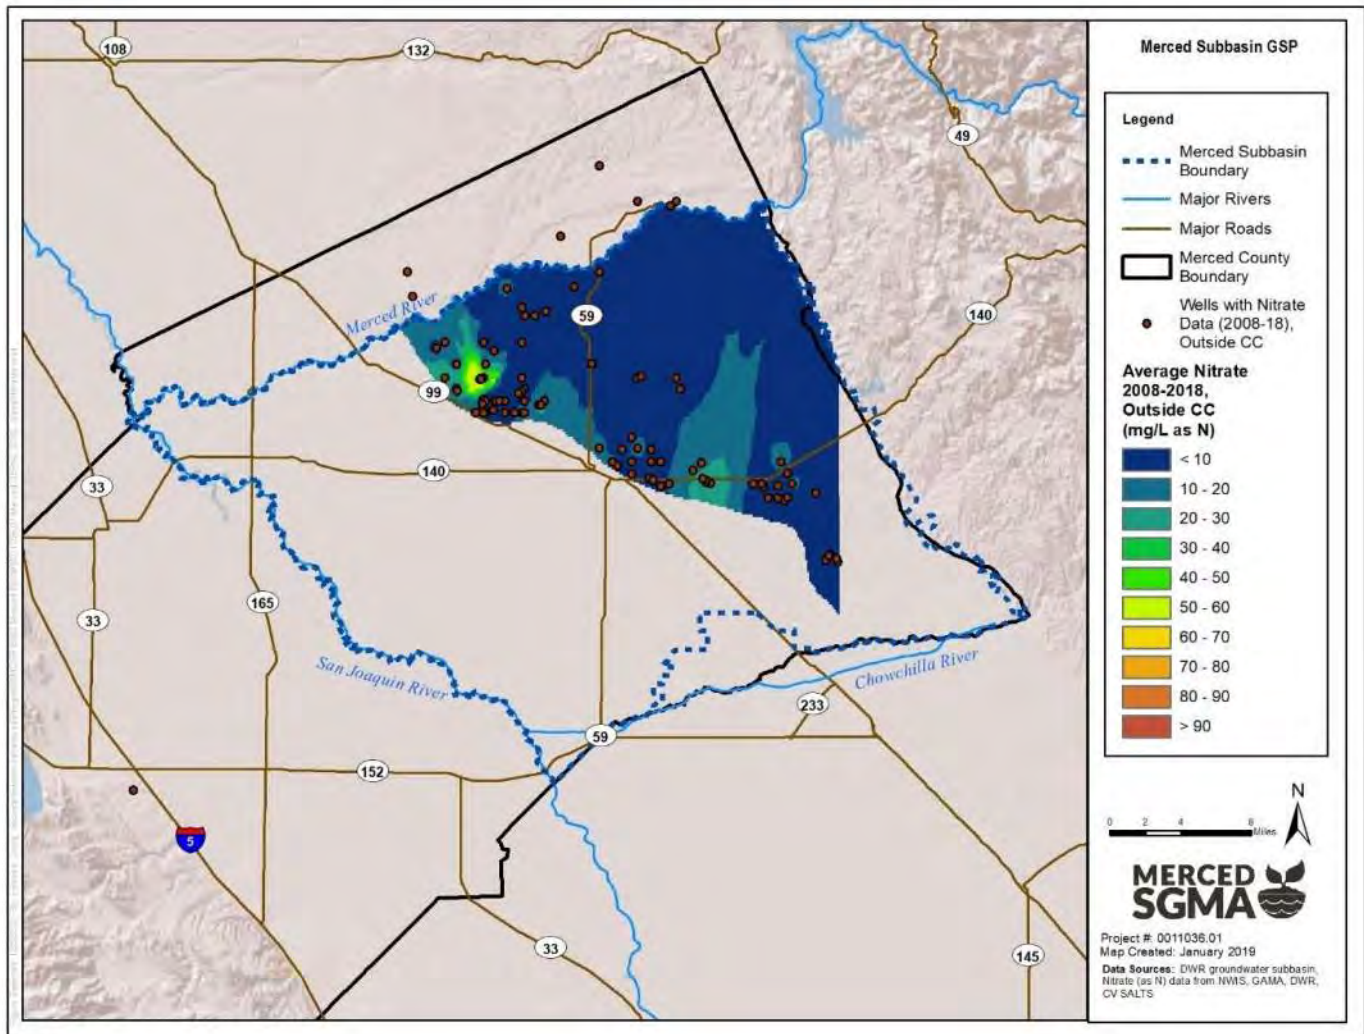 Merced Subbasin GSP
Legend
Merced Subbasin
Boundary
Major Rivers
Major Roads
Merced County
Boundary
Wells with Nitrate
Data (2008-18),
Outside CC
Average Nitrate
2008-2018,
Outside CC
(mg/L as N)
< 10
10 - 20
20 - 30
30 - 40
40 - 50
50 - 60
60 - 70
70 - 80
80 - 90
> 90
N
0 2 4 8
Miles
MERCED
SGMA
Project #: 0011036.01
Map Created: January 2019
Data Sources: DWR groundwater subbasin,
Nitrate (as N) data from NWIS, GAMA, DWR,
CV SALTS
108
132
49
Merced River
59
140
99
140
33
165
33
San Joaquin River
Chowchilla River
233
59
152
5
33
145